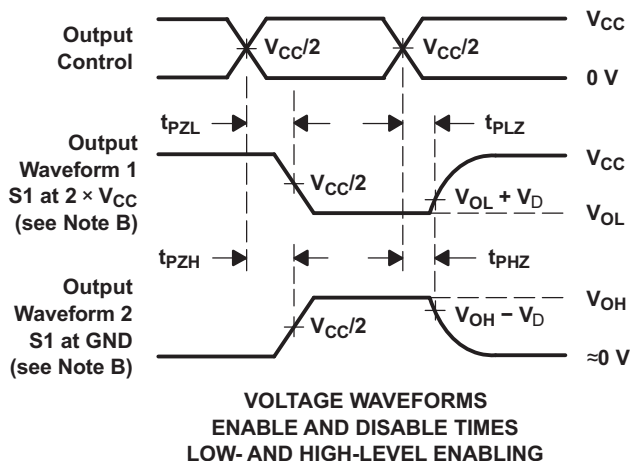 Output
Control
V_CC/2
V_CC/2
V_CC
0 V
t_PZL
t_PLZ
Output
Waveform 1
S1 at 2 × V_CC
(see Note B)
V_CC/2
V_CC
V_OL + V_D
V_OL
t_PZH
t_PHZ
Output
Waveform 2
S1 at GND
(see Note B)
V_CC/2
V_OH
V_OH − V_D
≈0 V
VOLTAGE WAVEFORMS
ENABLE AND DISABLE TIMES
LOW- AND HIGH-LEVEL ENABLING